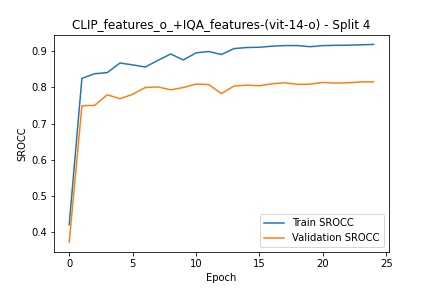 CLIP_features_o_+IQA_features-(vit-14-o) - Split 4
SROCC
0.9
0.8
0.7
0.6
0.5
0.4
Train SROCC
Validation SROCC
0 5 10 15 20 25
Epoch